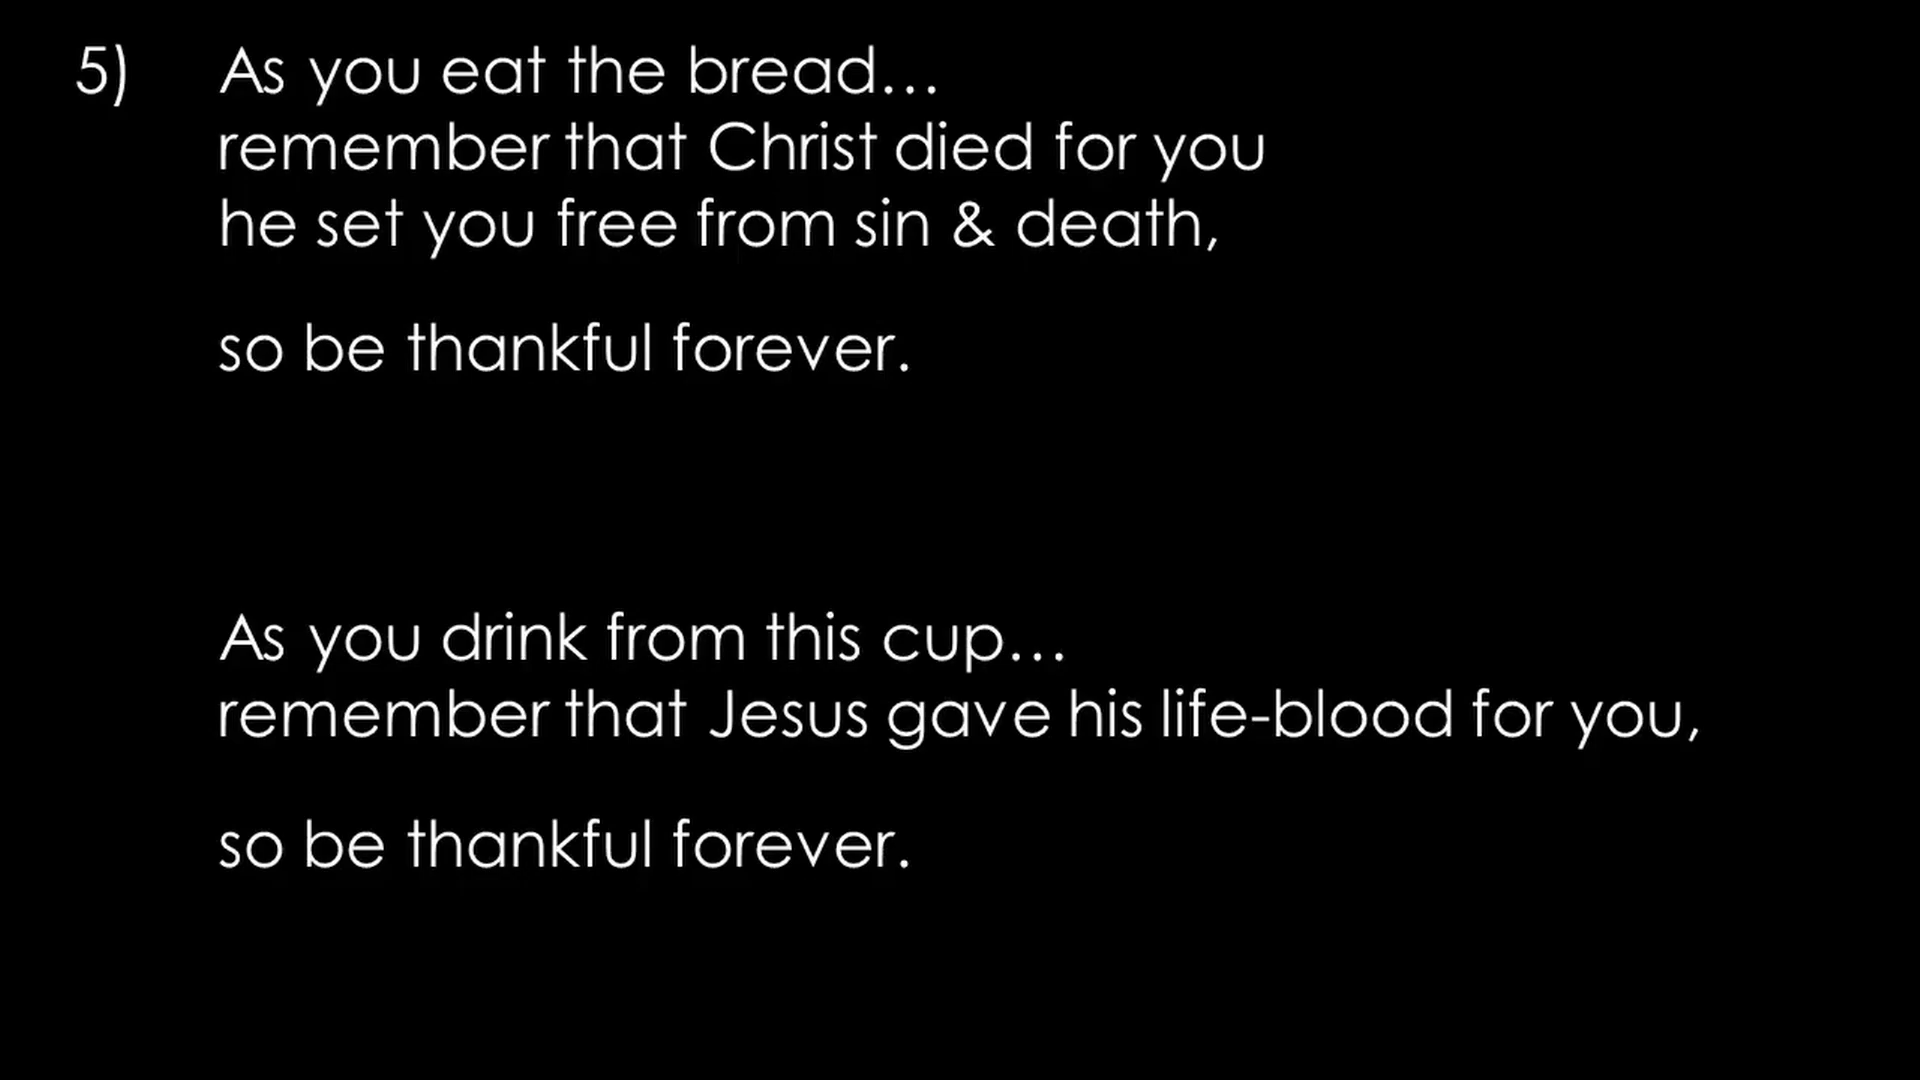 5) As you eat the bread…
remember that Christ died for you
he set you free from sin & death,
so be thankful forever.
As you drink from this cup…
remember that Jesus gave his life-blood for you,
so be thankful forever.